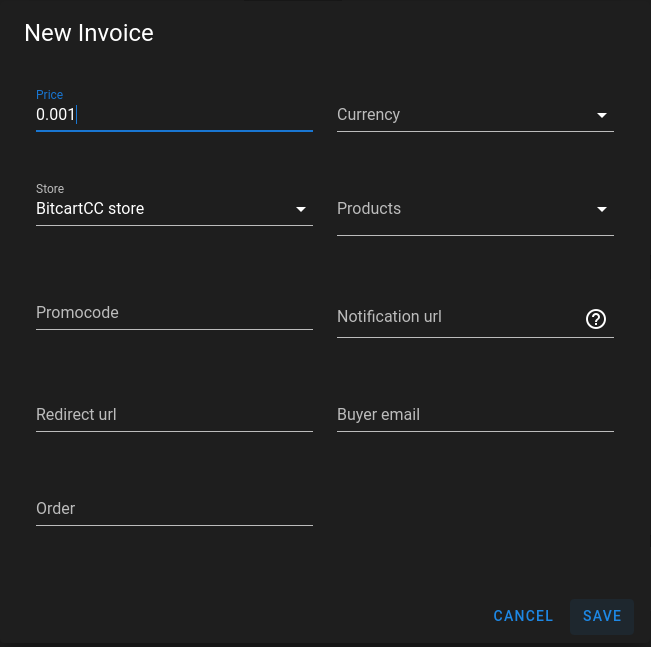 New Invoice
Price
0.001
Currency
Store
BitcartCC store
Products
Promocode
Notification url
Redirect url
Buyer email
Order
CANCEL
SAVE